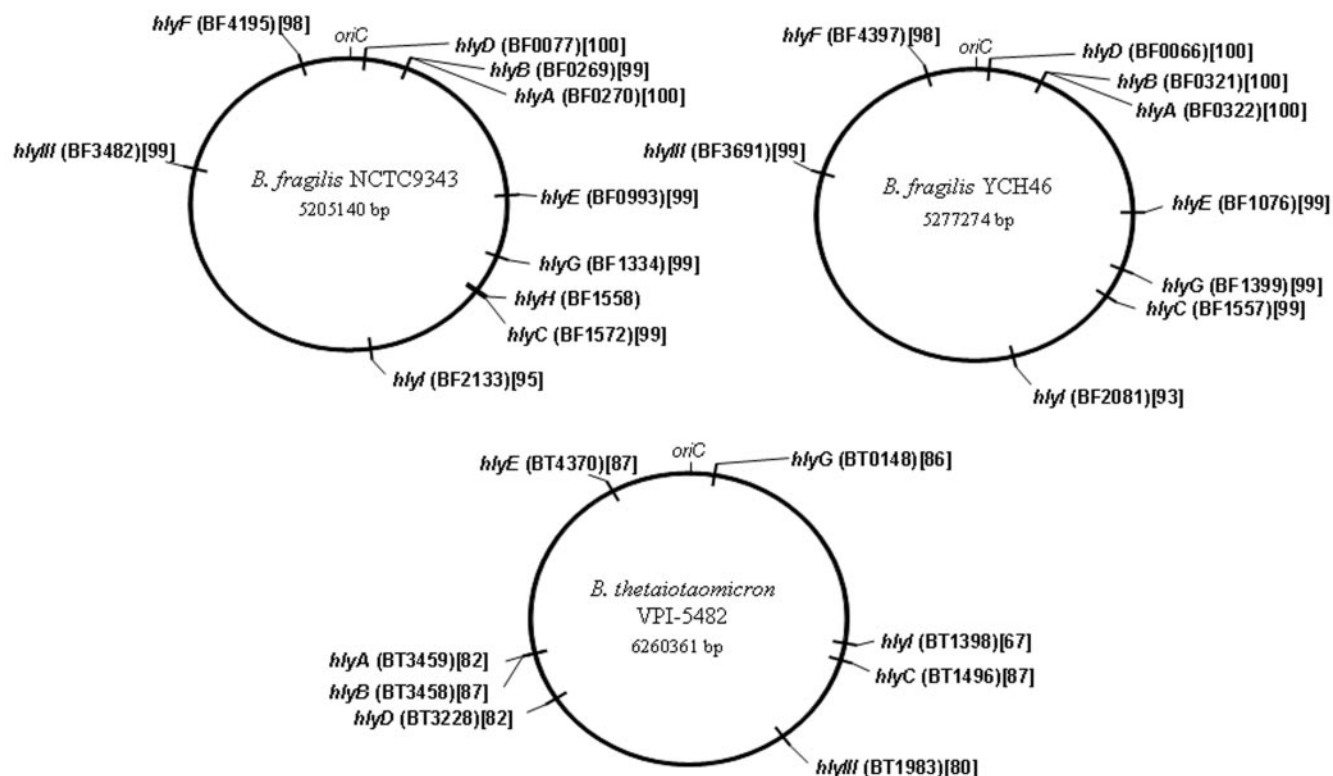 oriC
hlyF (BF4195)[98]
hlyD (BF0077)[100]
hlyB (BF0269)[99]
hlyA (BF0270)[100]
hlyIII (BF3482)[99]
B. fragilis NCTC9343
5205140 bp
hlyE (BF0993)[99]
hlyG (BF1334)[99]
hlyH (BF1558)
hlyC (BF1572)[99]
hlyI (BF2133)[95]
oriC
hlyF (BF4397)[98]
hlyD (BF0066)[100]
hlyB (BF0321)[100]
hlyA (BF0322)[100]
hlyIII (BF3691)[99]
B. fragilis YCH46
5277274 bp
hlyE (BF1076)[99]
hlyG (BF1399)[99]
hlyC (BF1557)[99]
hlyI (BF2081)[93]
oriC
hlyE (BT4370)[87]
hlyG (BT0148)[86]
B. thetaiotaomicron
VPI-5482
6260361 bp
hlyI (BT1398)[67]
hlyC (BT1496)[87]
hlyA (BT3459)[82]
hlyB (BT3458)[87]
hlyD (BT3228)[82]
hlyIII (BT1983)[80]